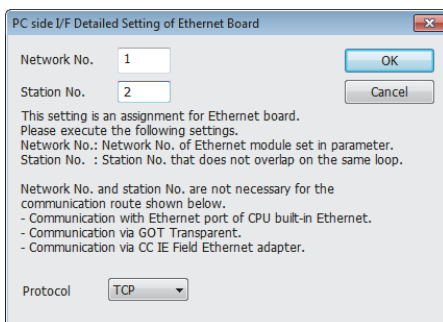 PC side I/F Detailed Setting of Ethernet Board
Network No. 1
OK
Station No. 2
Cancel
This setting is an assignment for Ethernet board.
Please execute the following settings.
Network No.: Network No. of Ethernet module set in parameter.
Station No. : Station No. that does not overlap on the same loop.
Network No. and station No. are not necessary for the
communication route shown below.
- Communication with Ethernet port of CPU built-in Ethernet.
- Communication via GOT Transparent.
- Communication via CC IE Field Ethernet adapter.
Protocol TCP